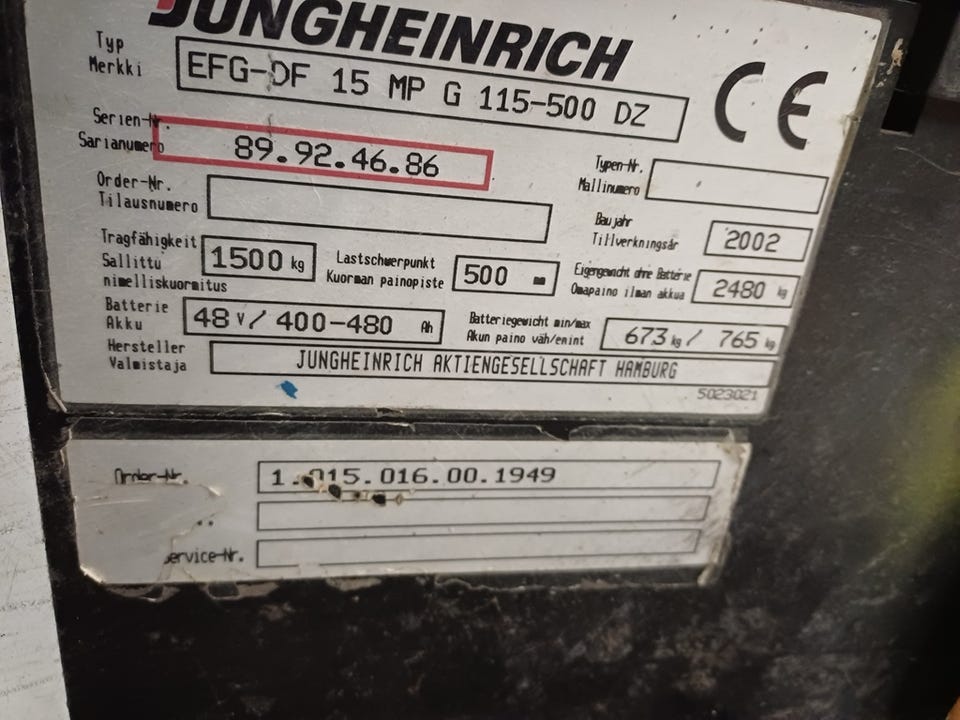 JUNGHEINRICH
Typ
Merkki
EFG-DF 15 MP G 115-500 DZ
CE
Serien-Nr.
Sarianumero
89.92.46.86
Typen-Nr.
Mallinumero
Order-Nr.
Tilausnumero
Baujahr
Tillverkningsår
2002
Tragfähigkeit
Sallittu
nimelliskuormitus
1500 kg
Lastschwerpunkt
Kuorman painopiste
500 mm
Eigengewicht ohne Batterie
Omapaino ilman akkua
2480 kg
Batterie
Akku
48 V/ 400-480 Ah
Batteriegewicht min/max
Akun paino väh/enint
673 kg / 765 kg
Hersteller
Valmistaja
JUNGHEINRICH AKTIENGESELLSCHAFT HAMBURG
5023021
Order-Nr.
1.015.016.00.1949
Service-Nr.